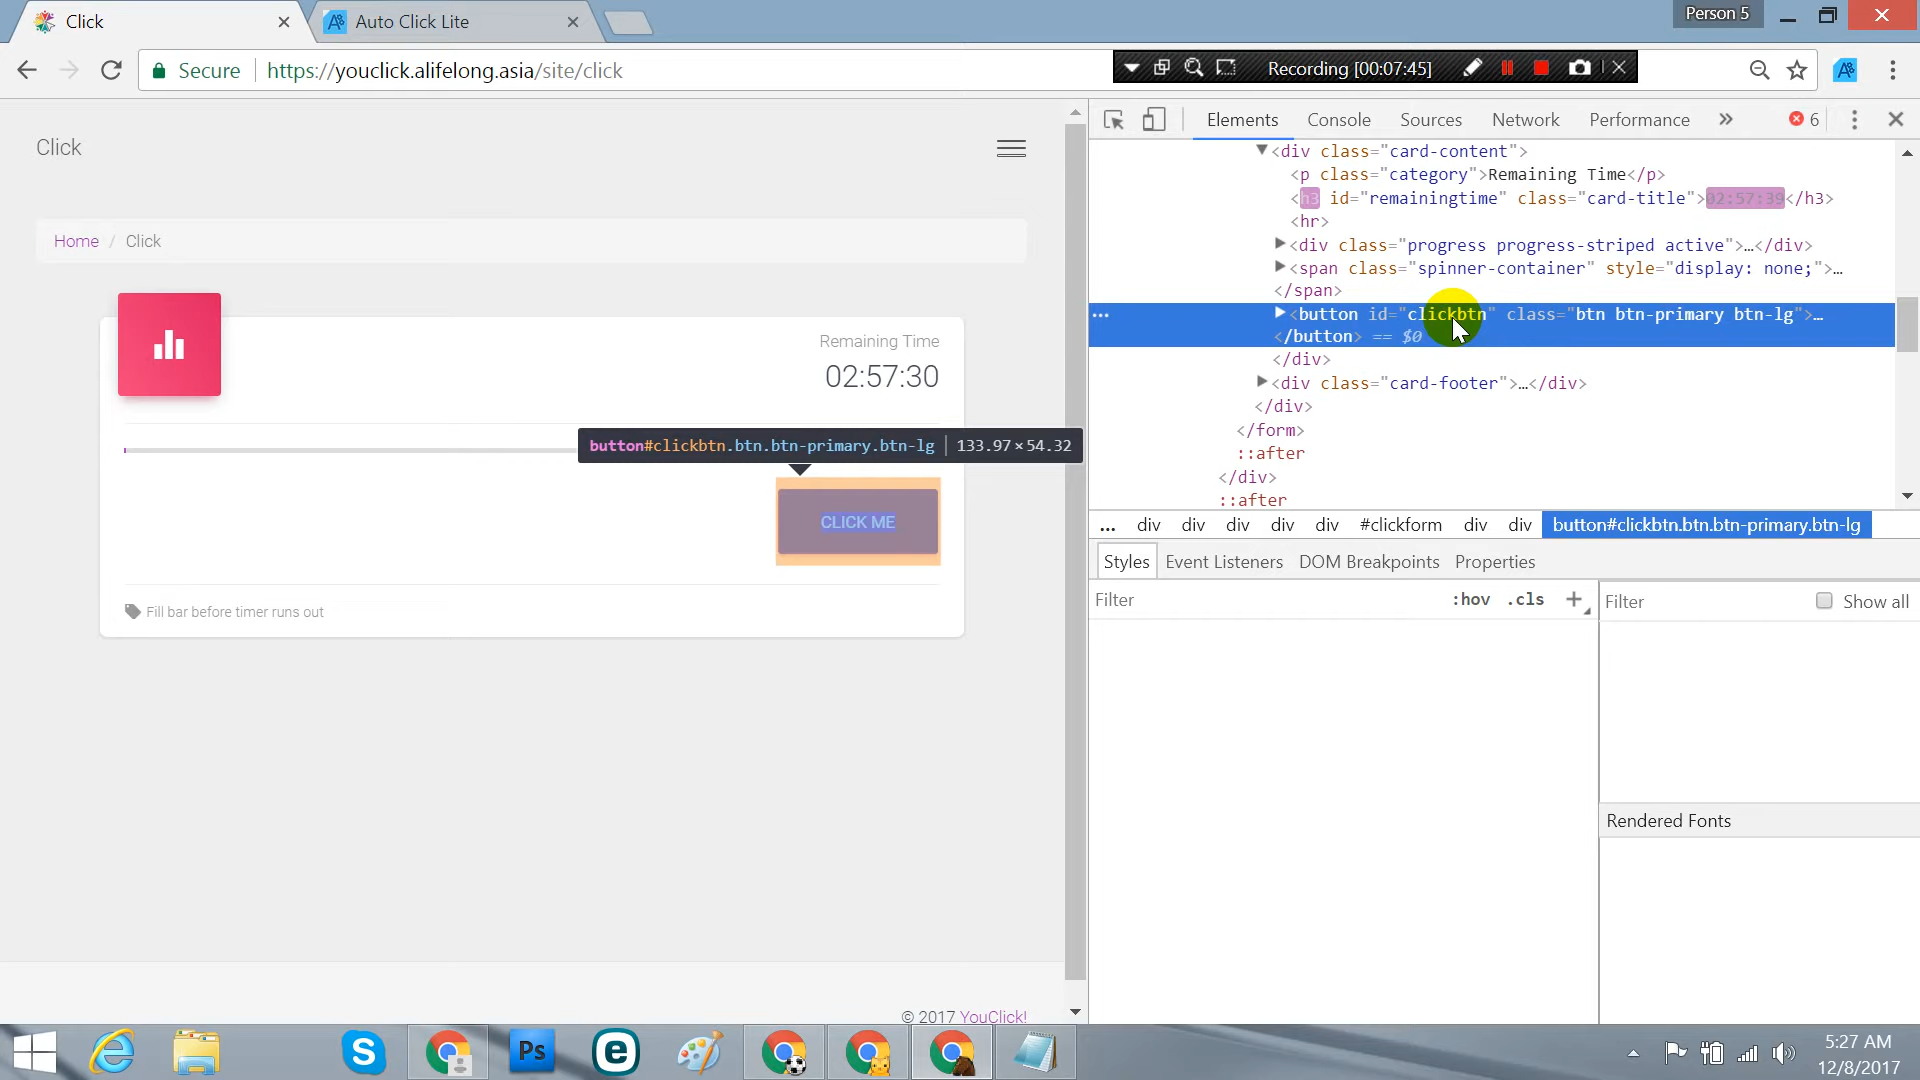 Click
Auto Click Lite
Person 5
Secure
https://youclick.alifelong.asia/site/click
Recording [00:07:45]
Click
Home / Click
Remaining Time
02:57:30
button#clickbtn.btn.btn-primary.btn-lg 133.97×54.32
CLICK ME
Fill bar before timer runs out
© 2017 YouClick!
Elements
Console
Sources
Network
Performance
»
6
<div class="card-content">
<p class="category">Remaining Time</p>
<h3 id="remainingtime" class="card-title">02:57:39</h3>
<hr>
<div class="progress progress-striped active">…</div>
<span class="spinner-container" style="display: none;">…
</span>
… <button id="clickbtn" class="btn btn-primary btn-lg">…
</button> == $0
</div>
<div class="card-footer">…</div>
</div>
</form>
::after
</div>
::after
... div div div div div #clickform div div button#clickbtn.btn.btn-primary.btn-lg
Styles Event Listeners DOM Breakpoints Properties
Filter :hov .cls +
Filter Show all
Rendered Fonts
Ps
5:27 AM
12/8/2017